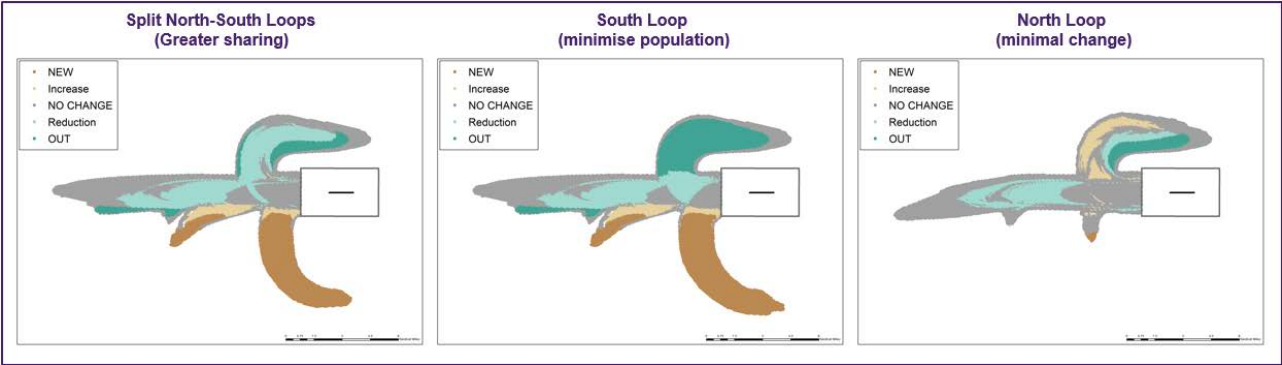 Split North-South Loops
(Greater sharing)
NEW
Increase
NO CHANGE
Reduction
OUT
South Loop
(minimise population)
NEW
Increase
NO CHANGE
Reduction
OUT
North Loop
(minimal change)
NEW
Increase
NO CHANGE
Reduction
OUT